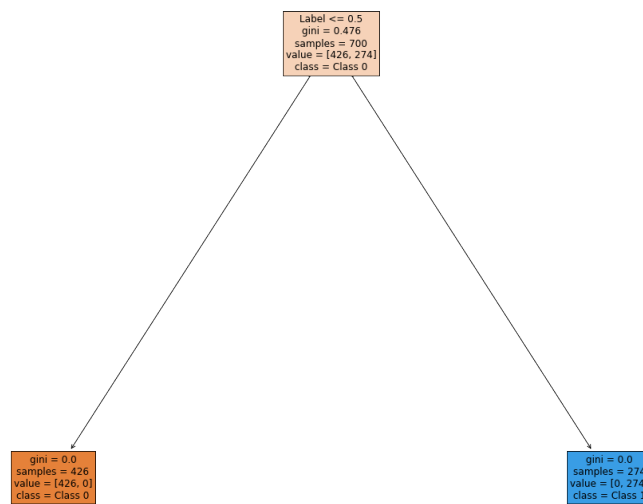 Label <= 0.5
gini = 0.476
samples = 700
value = [426, 274]
class = Class 0
gini = 0.0
samples = 426
value = [426, 0]
class = Class 0
gini = 0.0
samples = 274
value = [0, 274]
class = Class 1